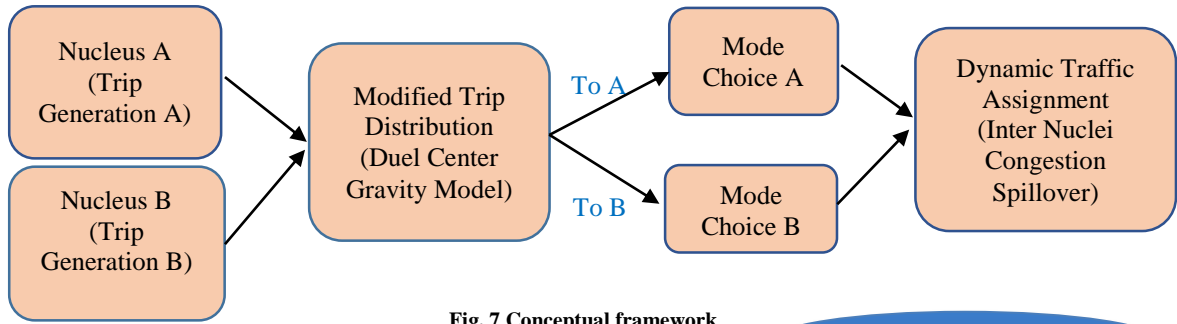 Nucleus A
(Trip
Generation A)
Nucleus B
(Trip
Generation B)
Modified Trip
Distribution
(Duel Center
Gravity Model)
To A
To B
Mode
Choice A
Mode
Choice B
Dynamic Traffic
Assignment
(Inter Nuclei
Congestion
Spillover)
Fig. 7 Conceptual framework